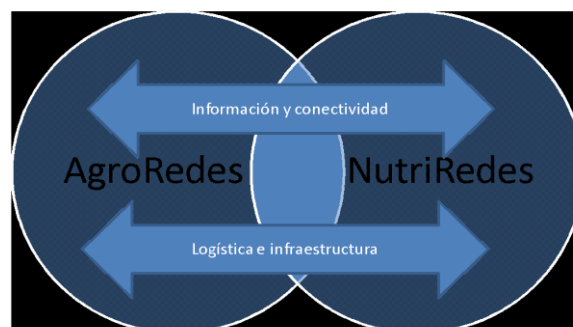 Información y conectividad
AgroRedes
NutriRedes
Logística e infraestructura